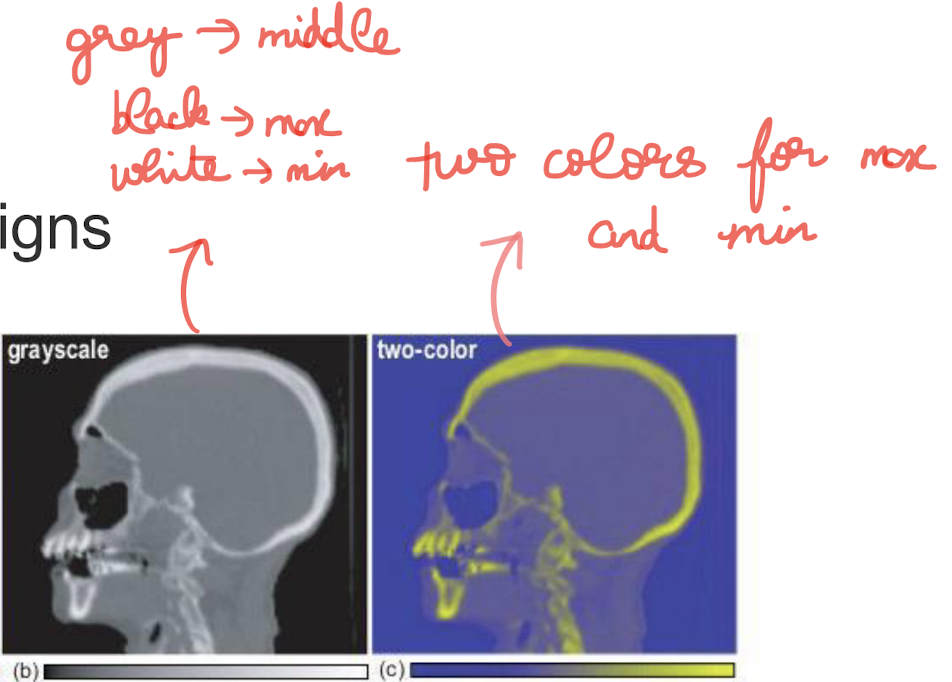 grey → middle
black → max
white → min
two colors for max
and min
igns
grayscale
two-color
(b)
(c)